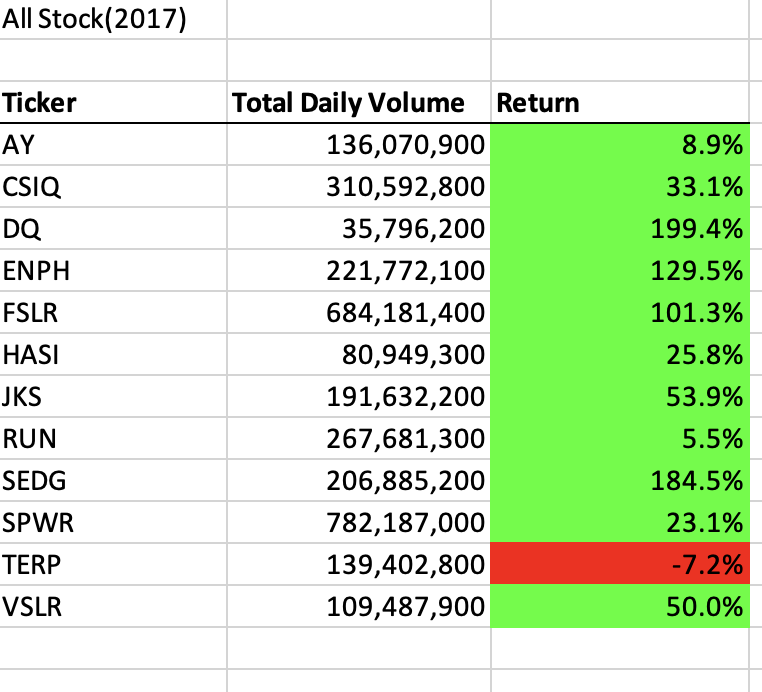 All Stock(2017)
Ticker Total Daily Volume Return
AY 136,070,900 8.9%
CSIQ 310,592,800 33.1%
DQ 35,796,200 199.4%
ENPH 221,772,100 129.5%
FSLR 684,181,400 101.3%
HASI 80,949,300 25.8%
JKS 191,632,200 53.9%
RUN 267,681,300 5.5%
SEDG 206,885,200 184.5%
SPWR 782,187,000 23.1%
TERP 139,402,800 -7.2%
VSLR 109,487,900 50.0%